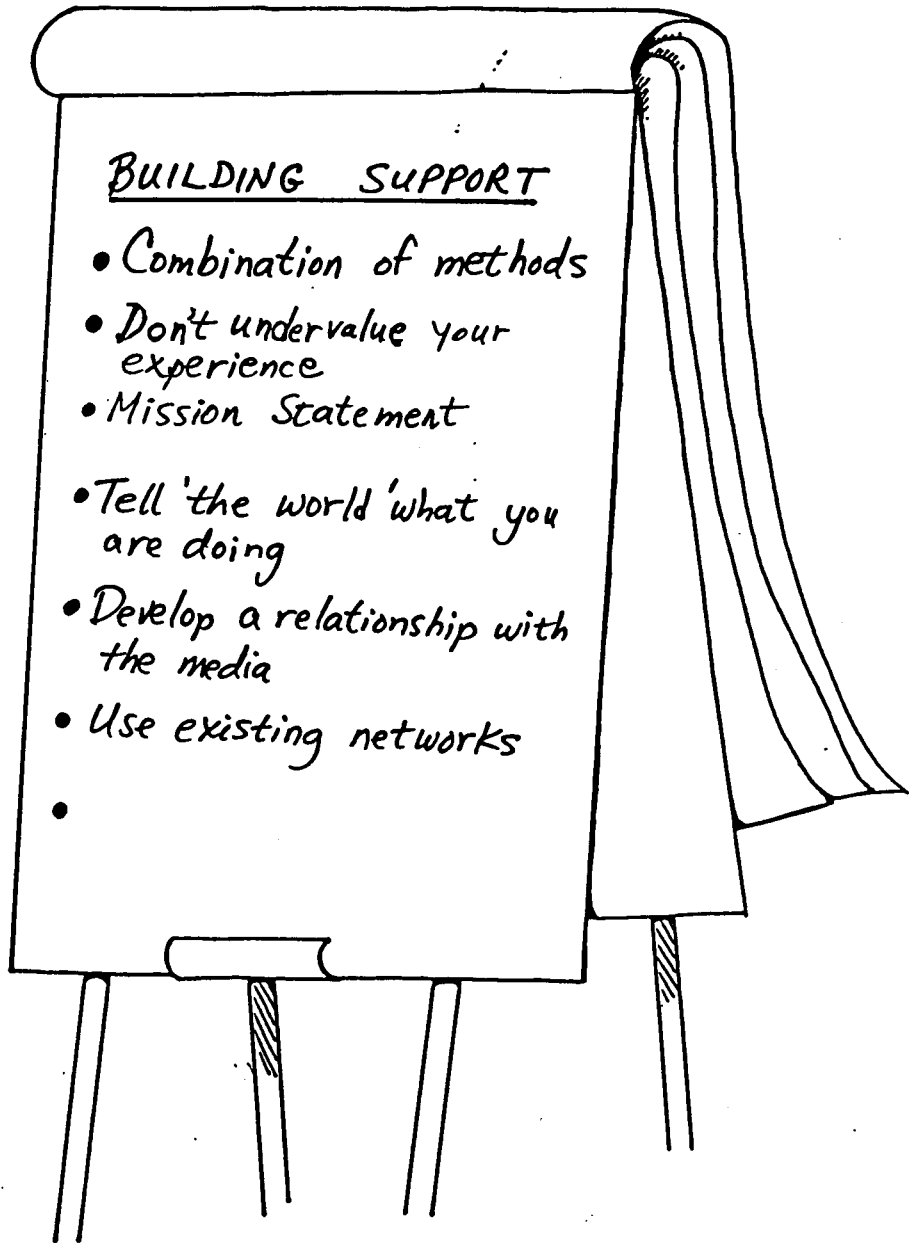 BUILDING SUPPORT
• Combination of methods
• Don't undervalue your
experience
• Mission Statement
• Tell 'the world' what you
are doing
• Develop a relationship with
the media
• Use existing networks
•